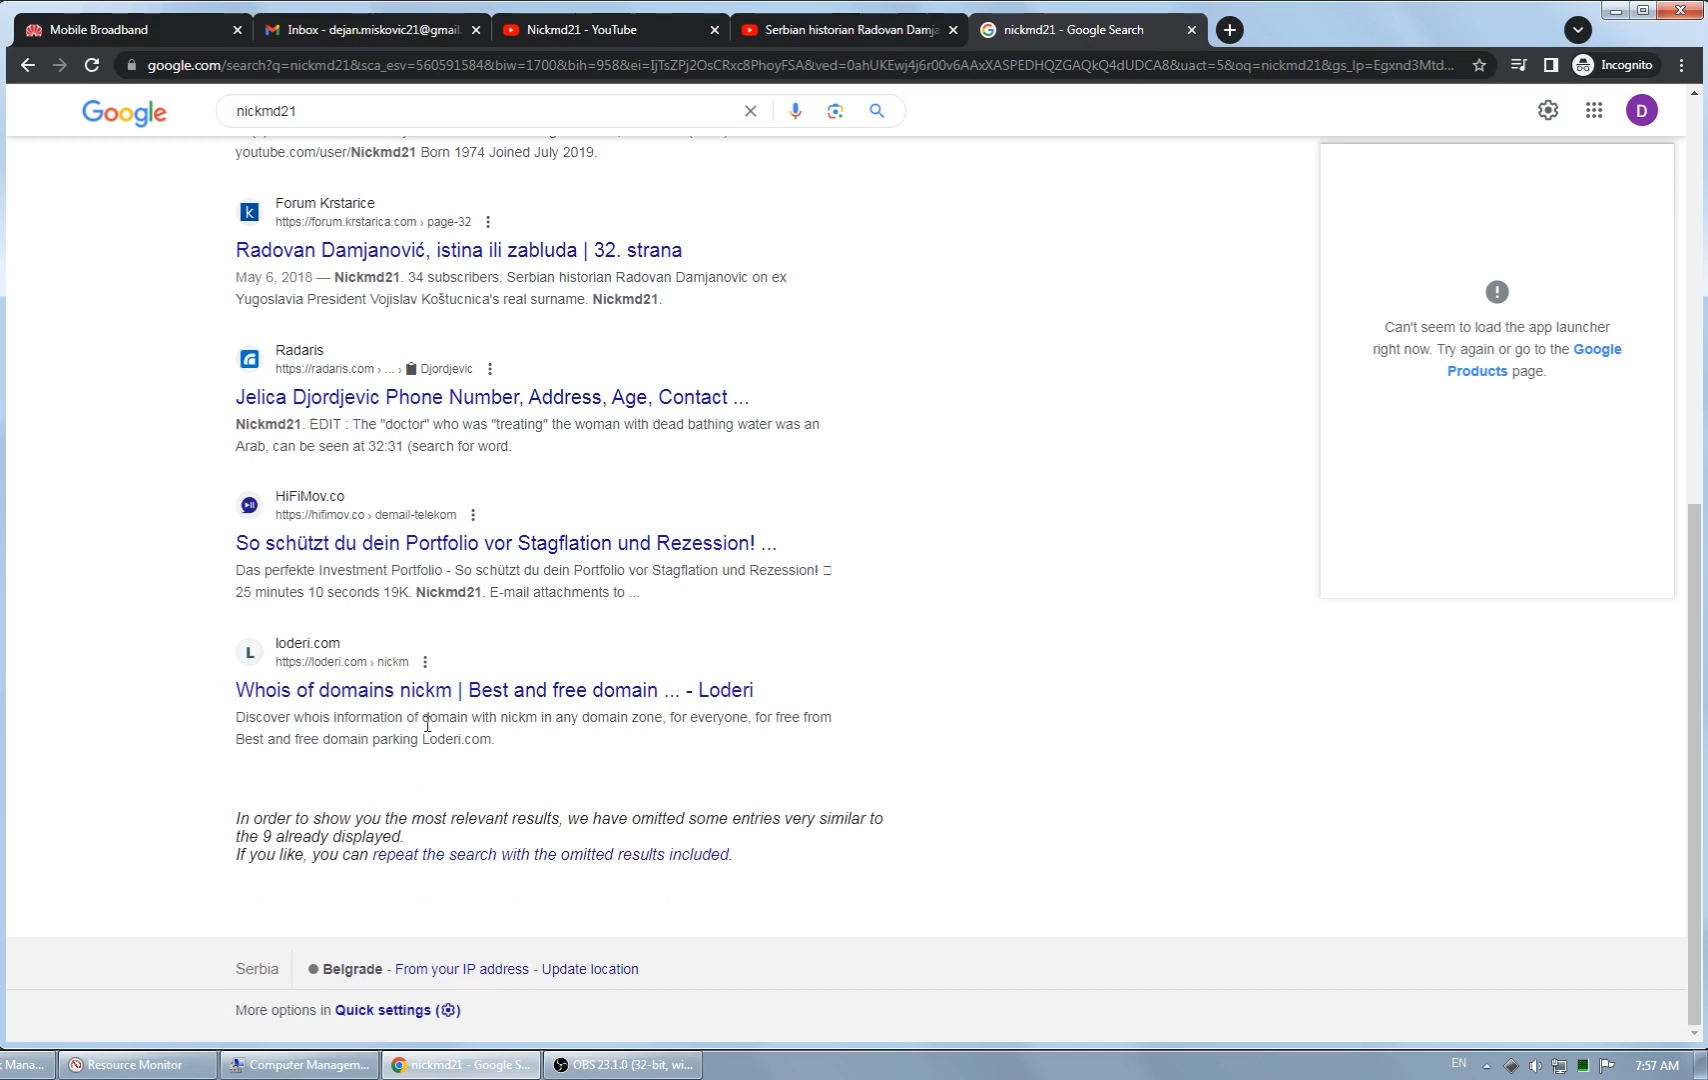 Mobile Broadband
Inbox - dejan.miskovic21@gmail.
Nickmd21 - YouTube
Serbian historian Radovan Damja
nickmd21 - Google Search
google.com/search?q=nickmd21&sca_esv=560591584&biw=1700&bih=958&ei=IjTsZPj2OsCRxc8PhoyFSA&ved=0ahUKEwj4j6r00v6AAxXASPEDHQZGAQkQ4dUDCA8&uact=5&oq=nickmd21&gs_lp=Egxnd3Mtd...
Incognito
Google
nickmd21
D
youtube.com/user/Nickmd21 Born 1974 Joined July 2019.
Forum Krstarice
https://forum.krstarica.com › page-32
Radovan Damjanović, istina ili zabluda | 32. strana
May 6, 2018 — Nickmd21. 34 subscribers. Serbian historian Radovan Damjanovic on ex
Yugoslavia President Vojislav Koštucnica's real surname. Nickmd21.
Radaris
https://radaris.com › ... › Djordjevic
Jelica Djordjevic Phone Number, Address, Age, Contact ...
Nickmd21. EDIT : The "doctor" who was "treating" the woman with dead bathing water was an
Arab, can be seen at 32:31 (search for word.
HiFiMov.co
https://hifimov.co › demail-telekom
So schützt du dein Portfolio vor Stagflation und Rezession! ...
Das perfekte Investment Portfolio - So schützt du dein Portfolio vor Stagflation und Rezession! □
25 minutes 10 seconds 19K. Nickmd21. E-mail attachments to ...
L
loderi.com
https://loderi.com › nickm
Whois of domains nickm | Best and free domain ... - Loderi
Discover whois information of domain with nickm in any domain zone, for everyone, for free from
Best and free domain parking Loderi.com.
In order to show you the most relevant results, we have omitted some entries very similar to
the 9 already displayed.
If you like, you can repeat the search with the omitted results included.
Can't seem to load the app launcher
right now. Try again or go to the Google
Products page.
Serbia
Belgrade - From your IP address - Update location
More options in Quick settings
Mana...
Resource Monitor
Computer Managem...
nickmd21 - Google S...
OBS 23.1.0 (32-bit, wi...
EN
7:57 AM